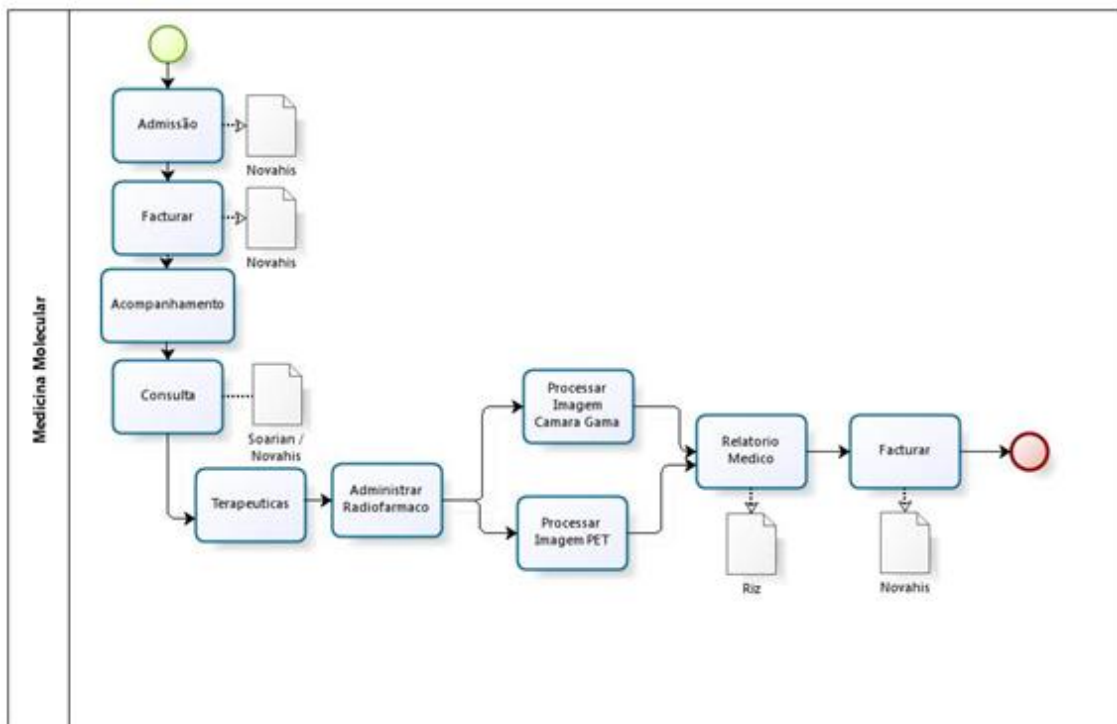 Medicina Molecular
Admissão
Novahis
Facturar
Novahis
Acompanhamento
Consulta
Soarian /
Novahis
Terapeuticas
Administrar
Radiofarmaco
Processar
Imagem
Camara Gama
Processar
Imagem PET
Relatorio
Medico
Riz
Facturar
Novahis